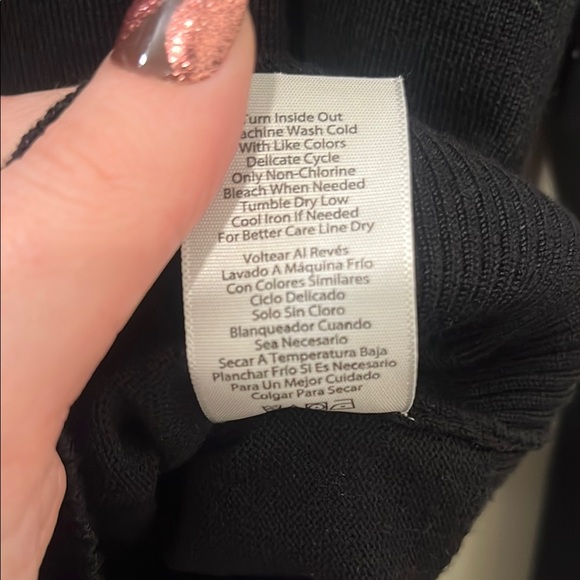 Turn Inside Out
Machine Wash Cold
With Like Colors
Delicate Cycle
Only Non-Chlorine
Bleach When Needed
Tumble Dry Low
Cool Iron If Needed
For Better Care Line Dry
Voltear Al Revés
Lavado A Máquina Frío
Con Colores Similares
Ciclo Delicado
Solo Sin Cloro
Blanqueador Cuando
Sea Necesario
Secar A Temperatura Baja
Planchar Frío Si Es Necesario
Para Un Mejor Cuidado
Colgar Para Secar